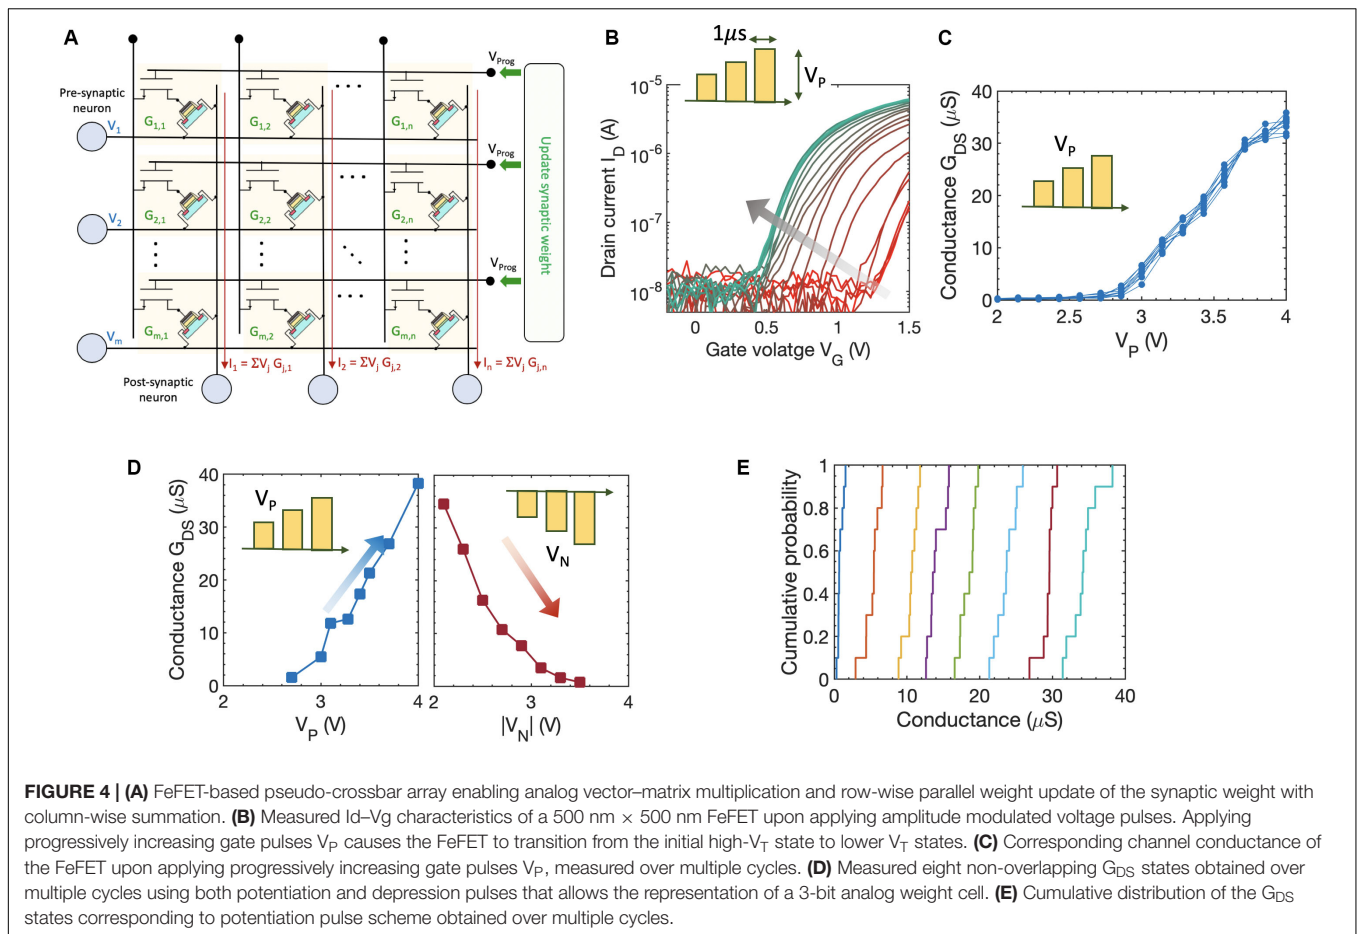 A
Pre-synaptic
neuron
V1
V2
Vm
G1,1
G1,2
G1,n
G2,1
G2,2
G2,n
Gm,1
Gm,2
Gm,n
VProg
VProg
VProg
Update synaptic weight
I1 = ΣVj Gj,1
I2 = ΣVj Gj,2
In = ΣVj Gj,n
Post-synaptic
neuron
B
1μs
VP
Drain current ID (A)
10-5
10-6
10-7
10-8
0 0.5 1 1.5
Gate volatge VG (V)
C
Conductance GDS (μS)
40
30
20
10
0
VP
2 2.5 3 3.5 4
VP (V)
D
Conductance GDS (μS)
40
30
20
10
0
VP
2 3 4
VP (V)
VN
2 3 4
|VN| (V)
E
Cumulative probability
1
0.8
0.6
0.4
0.2
0
0 10 20 30 40
Conductance (μS)
FIGURE 4 | (A) FeFET-based pseudo-crossbar array enabling analog vector–matrix multiplication and row-wise parallel weight update of the synaptic weight with
column-wise summation. (B) Measured Id–Vg characteristics of a 500 nm × 500 nm FeFET upon applying amplitude modulated voltage pulses. Applying
progressively increasing gate pulses VP causes the FeFET to transition from the initial high-VT state to lower VT states. (C) Corresponding channel conductance of
the FeFET upon applying progressively increasing gate pulses VP, measured over multiple cycles. (D) Measured eight non-overlapping GDS states obtained over
multiple cycles using both potentiation and depression pulses that allows the representation of a 3-bit analog weight cell. (E) Cumulative distribution of the GDS
states corresponding to potentiation pulse scheme obtained over multiple cycles.